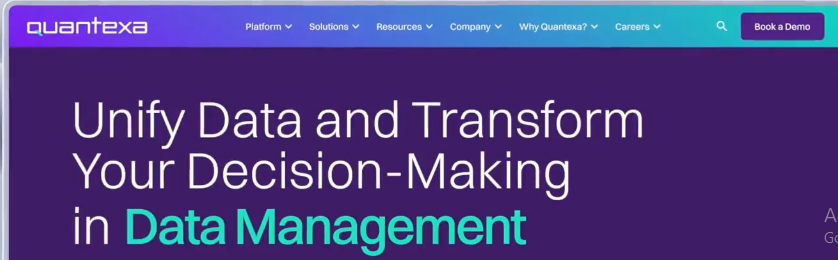 quantexa
Platform Solutions Resources Company Why Quantexa? Careers Book a Demo
Unify Data and Transform
Your Decision-Making
in Data Management